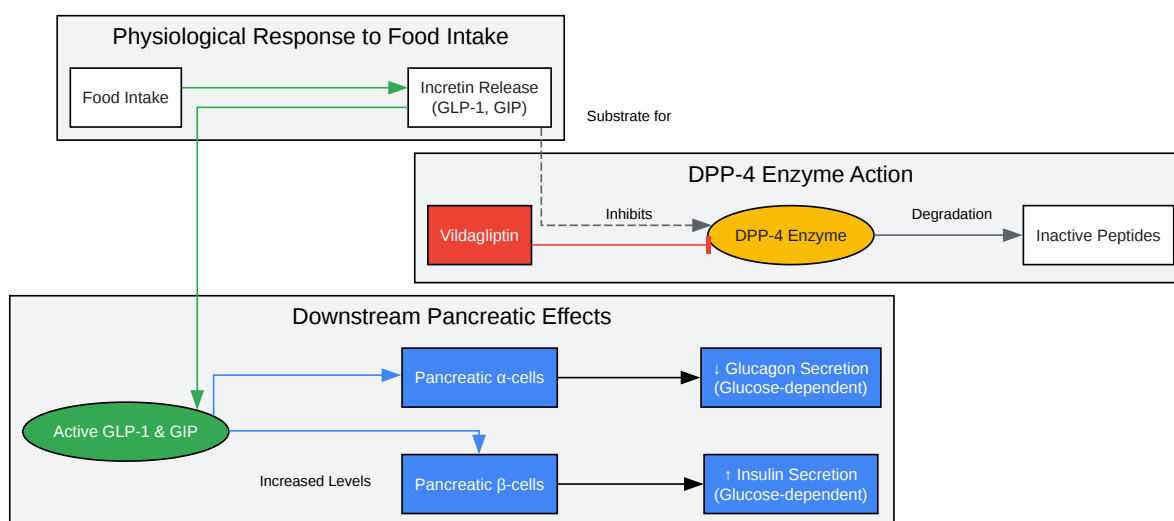 Physiological Response to Food Intake
Food Intake
Incretin Release
(GLP-1, GIP)
Substrate for
DPP-4 Enzyme Action
Vildagliptin
Inhibits
DPP-4 Enzyme
Degradation
Inactive Peptides
Downstream Pancreatic Effects
Pancreatic α-cells
↓ Glucagon Secretion
(Glucose-dependent)
Active GLP-1 & GIP
Increased Levels
Pancreatic β-cells
↑ Insulin Secretion
(Glucose-dependent)